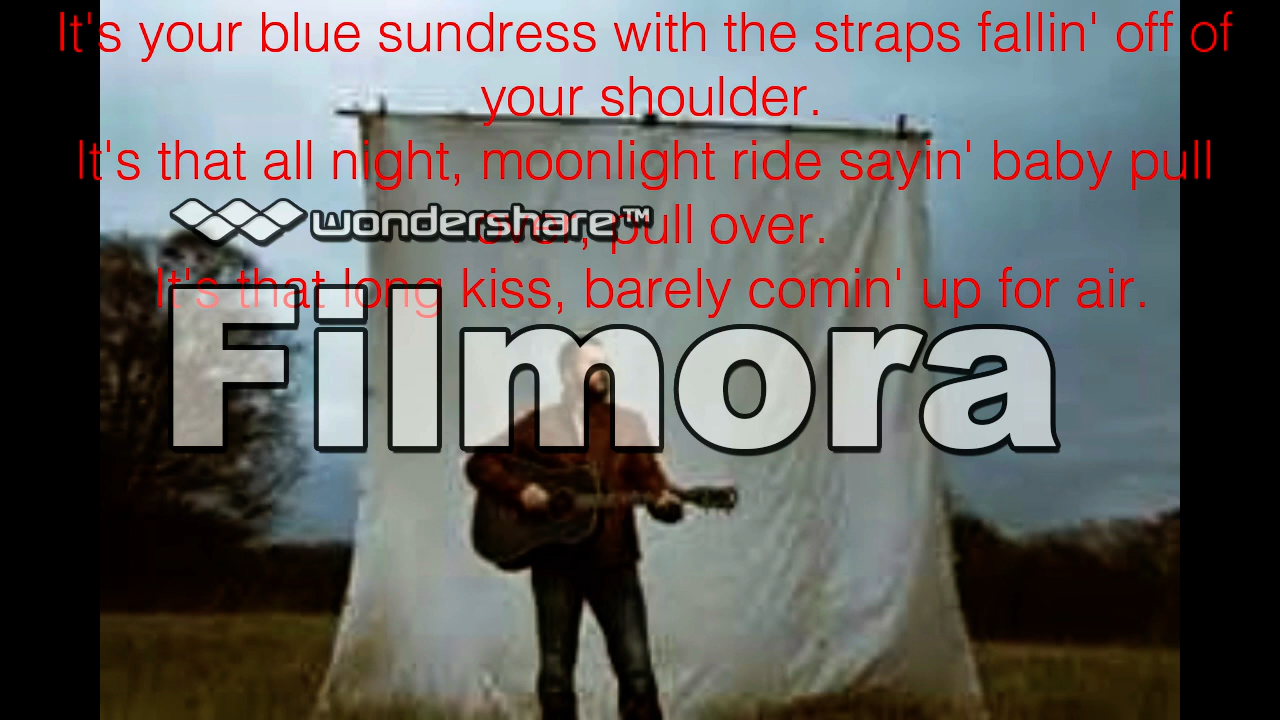 It's your blue sundress with the straps fallin' off of
your shoulder.
It's that all night, moonlight ride sayin' baby pull
over, pull over.
wondershare™
It's that long kiss, barely comin' up for air.
Filmora